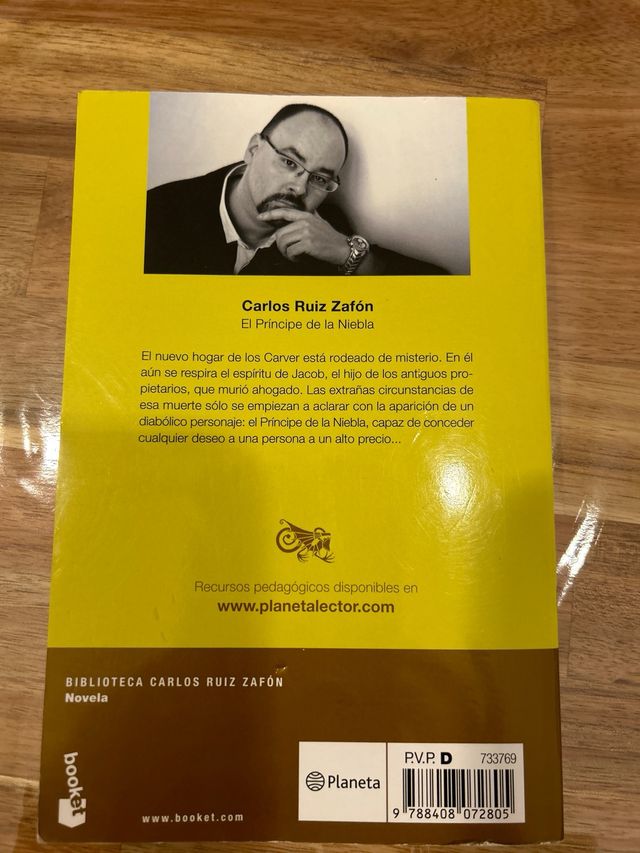 Carlos Ruiz Zafón
El Príncipe de la Niebla
El nuevo hogar de los Carver está rodeado de misterio. En él
aún se respira el espíritu de Jacob, el hijo de los antiguos pro-
pietarios, que murió ahogado. Las extrañas circunstancias de
esa muerte sólo se empiezan a aclarar con la aparición de un
diabólico personaje: el Príncipe de la Niebla, capaz de conceder
cualquier deseo a una persona a un alto precio...
Recursos pedagógicos disponibles en
www.planetalector.com
BIBLIOTECA CARLOS RUIZ ZAFÓN
Novela
booket
www.booket.com
Planeta
P.V.P. D 733769
9 788408 072805